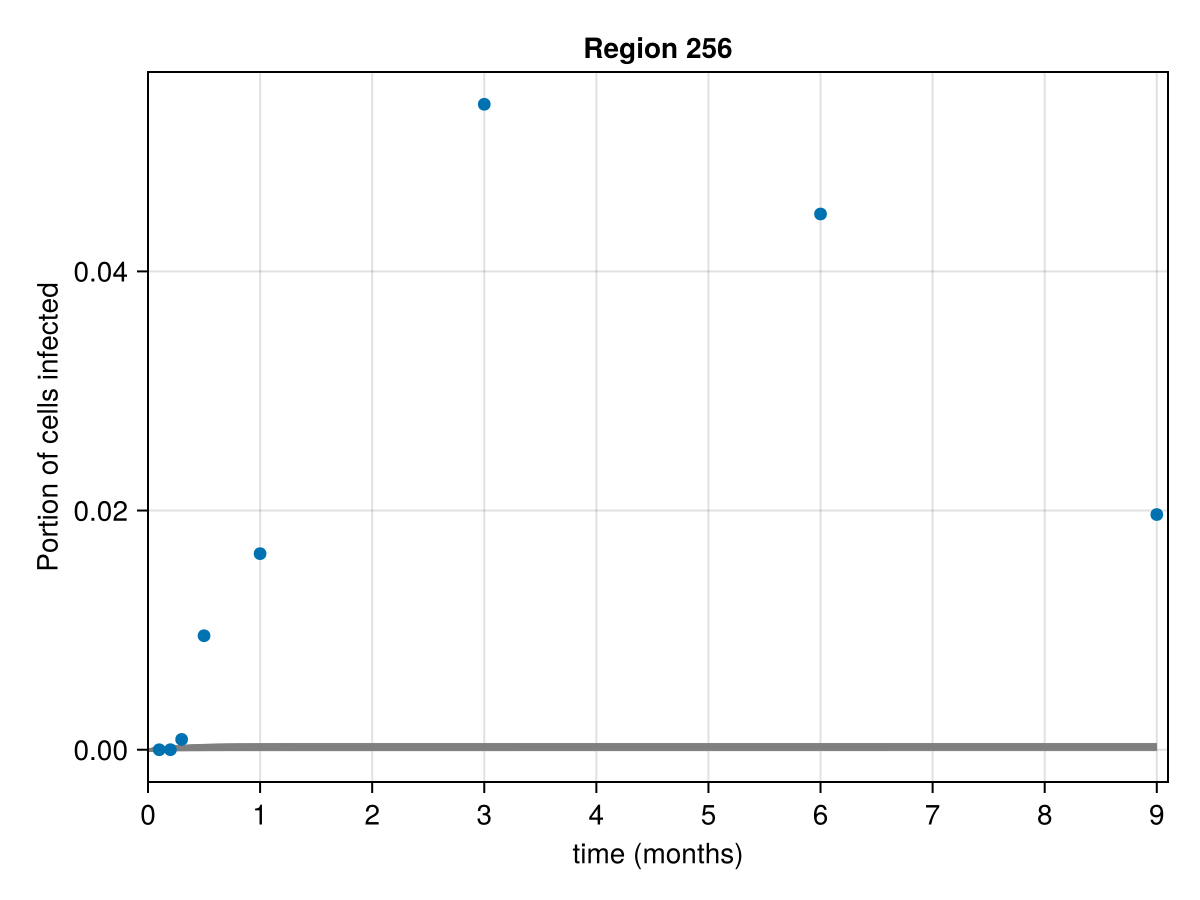 Region 256
Portion of cells infected
0.04
0.02
0.00
0 1 2 3 4 5 6 7 8 9
time (months)